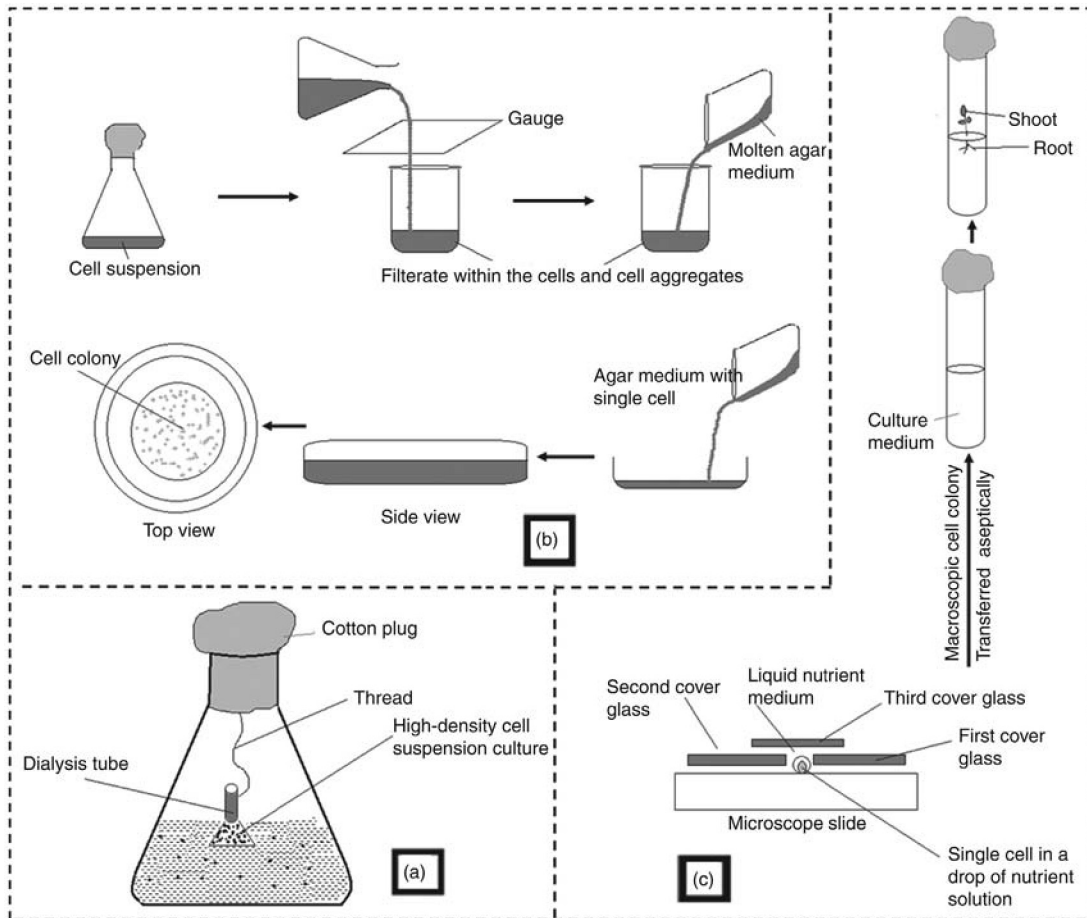 Gauge
Molten agar
medium
Cell suspension
Filterate within the cells and cell aggregates
Cell colony
Agar medium with
single cell
Top view
Side view
(b)
Shoot
Root
Culture
medium
Macroscopic cell colony
Transferred aseptically
Cotton plug
Thread
High-density cell
suspension culture
Dialysis tube
(a)
Second cover
glass
Liquid nutrient
medium
Third cover glass
First cover
glass
Microscope slide
Single cell in a
drop of nutrient
solution
(c)